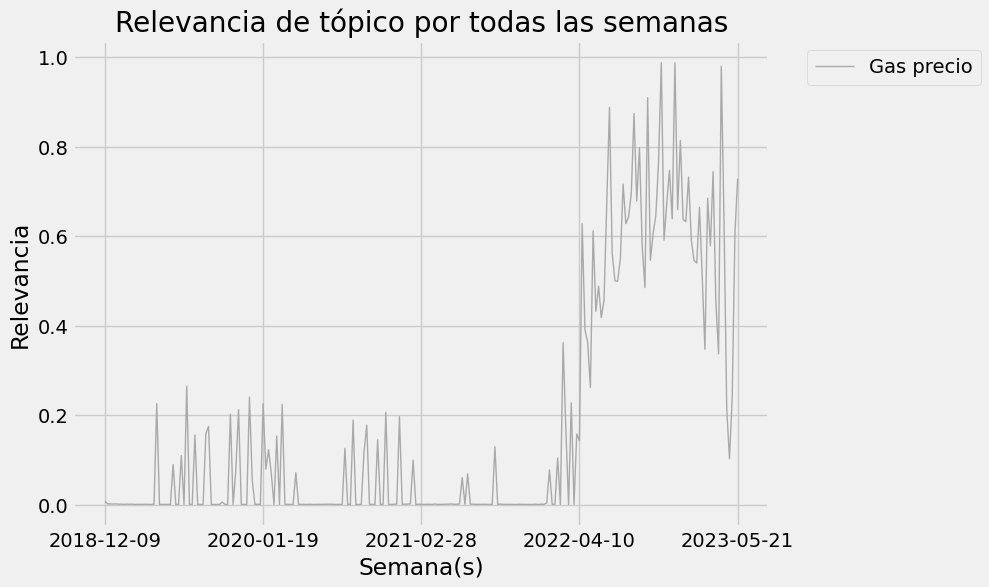 Relevancia de tópico por todas las semanas
Gas precio
Relevancia
1.0
0.8
0.6
0.4
0.2
0.0
2018-12-09 2020-01-19 2021-02-28 2022-04-10 2023-05-21
Semana(s)